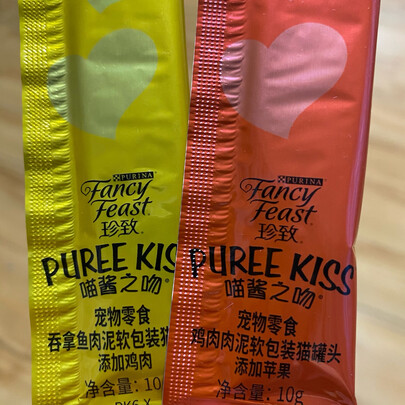 PURINA
Fancy
Feast
珍致
PUREE KISS
喵酱之吻
宠物零食
吞拿鱼肉泥软包装猫
添加鸡肉
净含量：10
PURINA
Fancy
Feast
珍致
PUREE KISS
喵酱之吻
宠物零食
鸡肉肉泥软包装猫罐头
添加苹果
净含量：10g